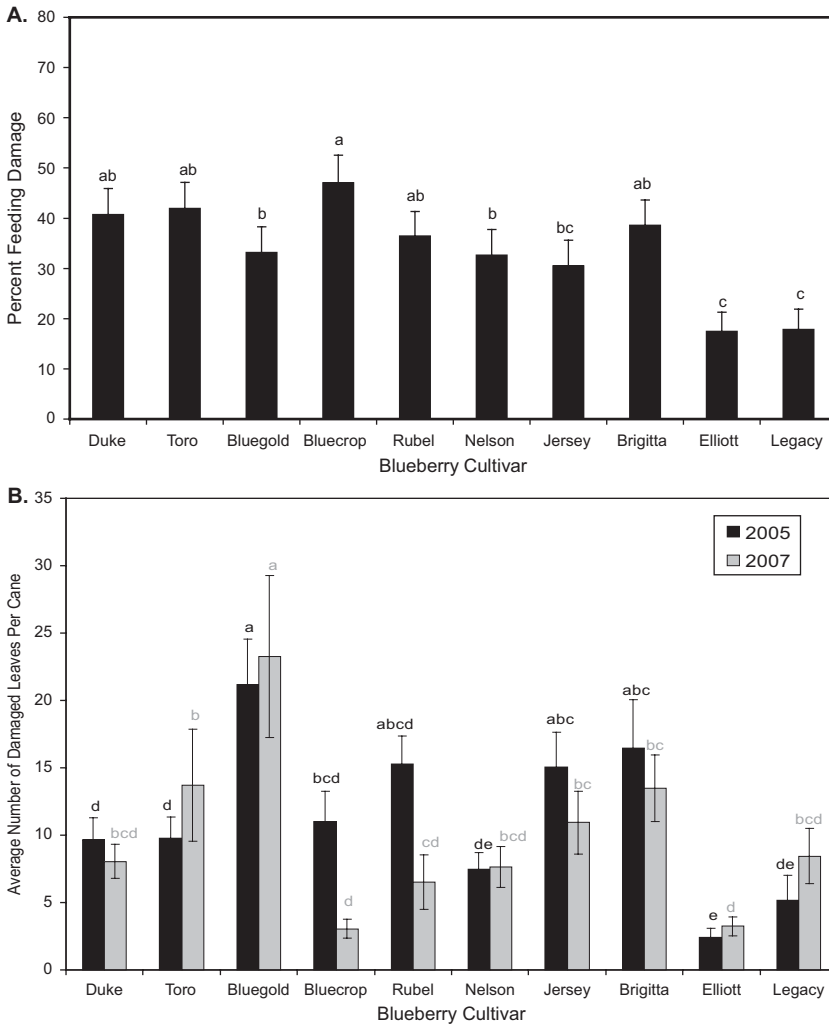 A.
80
70
60
50
40
30
20
10
0
Percent Feeding Damage
ab
ab
b
a
ab
b
bc
ab
c
c
Duke Toro Bluegold Bluecrop Rubel Nelson Jersey Brigitta Elliott Legacy
Blueberry Cultivar
B.
35
30
25
20
15
10
5
0
Average Number of Damaged Leaves Per Cane
2005
2007
d
bcd
d
b
a
a
bcd
d
abcd
cd
de
bcd
abc
bc
abc
bc
e
d
de
bcd
Duke Toro Bluegold Bluecrop Rubel Nelson Jersey Brigitta Elliott Legacy
Blueberry Cultivar